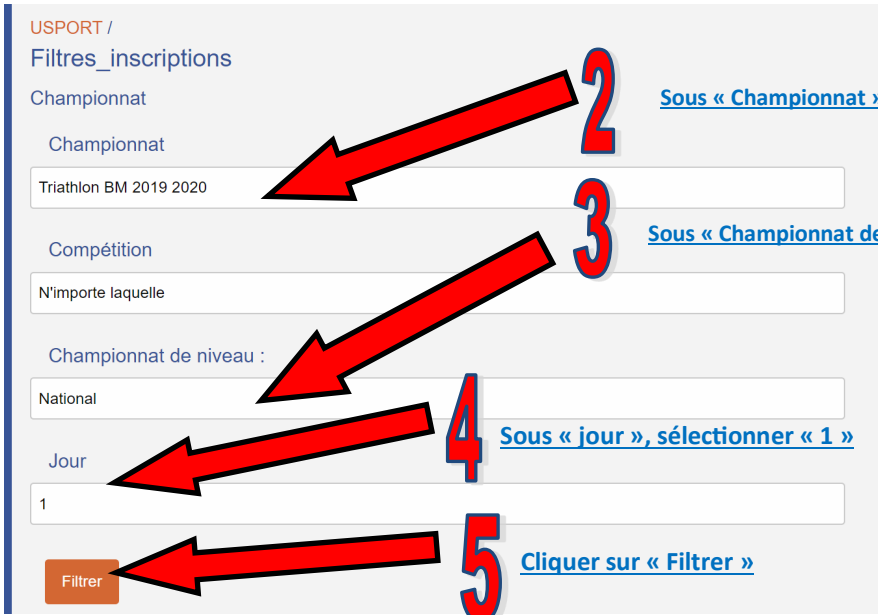 USPORT /
Filtres_inscriptions
Championnat
2
Sous « Championnat »
Championnat
Triathlon BM 2019 2020
3
Sous « Championnat de
Compétition
N'importe laquelle
Championnat de niveau :
National
4
Sous « jour », sélectionner « 1 »
Jour
1
5
Cliquer sur « Filtrer »
Filtrer